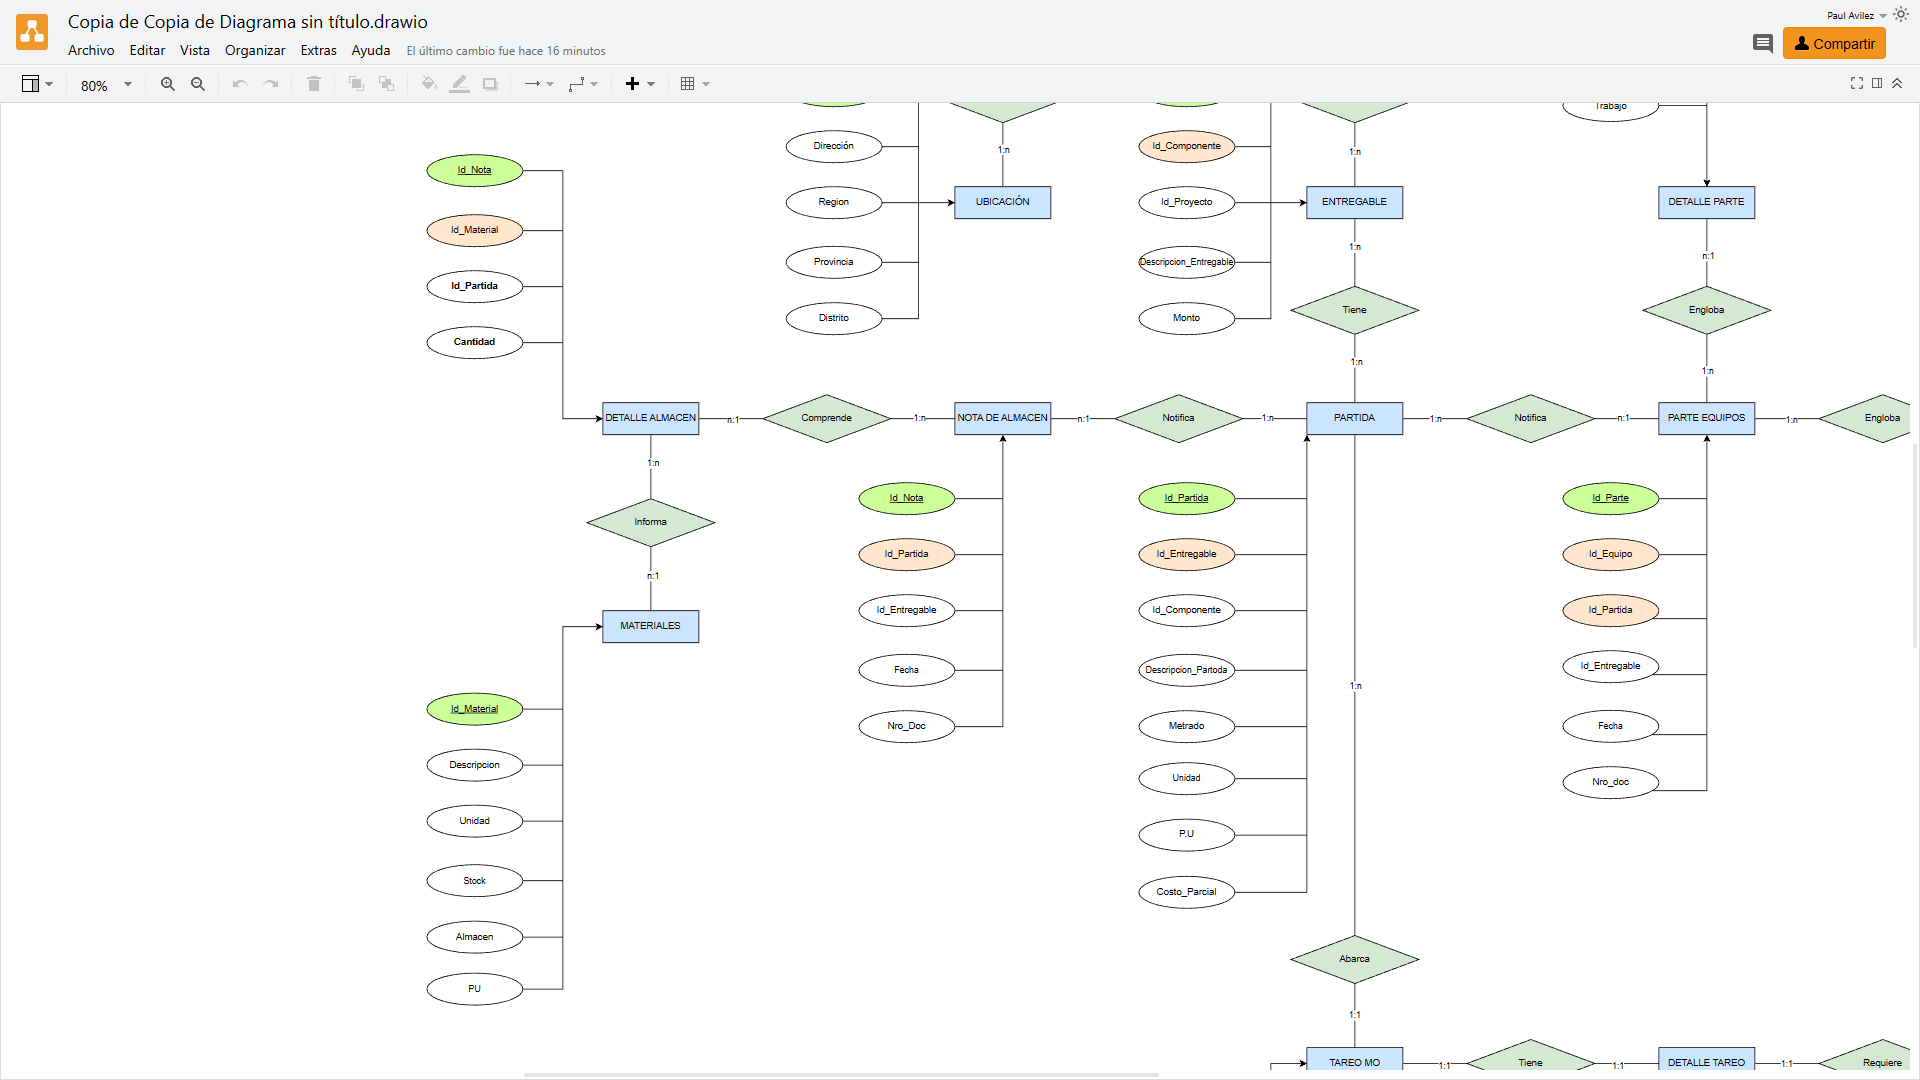 Copia de Copia de Diagrama sin título.drawio
Paul Avilez
Archivo Editar Vista Organizar Extras Ayuda El último cambio fue hace 16 minutos
Compartir
80%
Trabajo
Dirección
Id_Componente
1:n
1:n
Id_Nota
Region
UBICACIÓN
Id_Proyecto
ENTREGABLE
DETALLE PARTE
Id_Material
1:n
n:1
Provincia
Descripcion_Entregable
Id_Partida
Distrito
Monto
Tiene
Engloba
Cantidad
1:n
1:n
DETALLE ALMACEN
n:1
Comprende
1:n
NOTA DE ALMACEN
n:1
Notifica
1:n
PARTIDA
1:n
Notifica
n:1
PARTE EQUIPOS
1:n
Engloba
1:n
Id_Nota
Id_Partida
Id_Parte
Informa
Id_Partida
Id_Entregable
Id_Equipo
n:1
Id_Entregable
Id_Componente
Id_Partida
MATERIALES
Fecha
Descripcion_Partoda
Id_Entregable
1:n
Id_Material
Nro_Doc
Metrado
Fecha
Descripcion
Unidad
Nro_doc
Unidad
P.U
Stock
Costo_Parcial
Almacen
Abarca
PU
1:1
TAREO MO
1:1
Tiene
1:1
DETALLE TAREO
1:1
Requiere